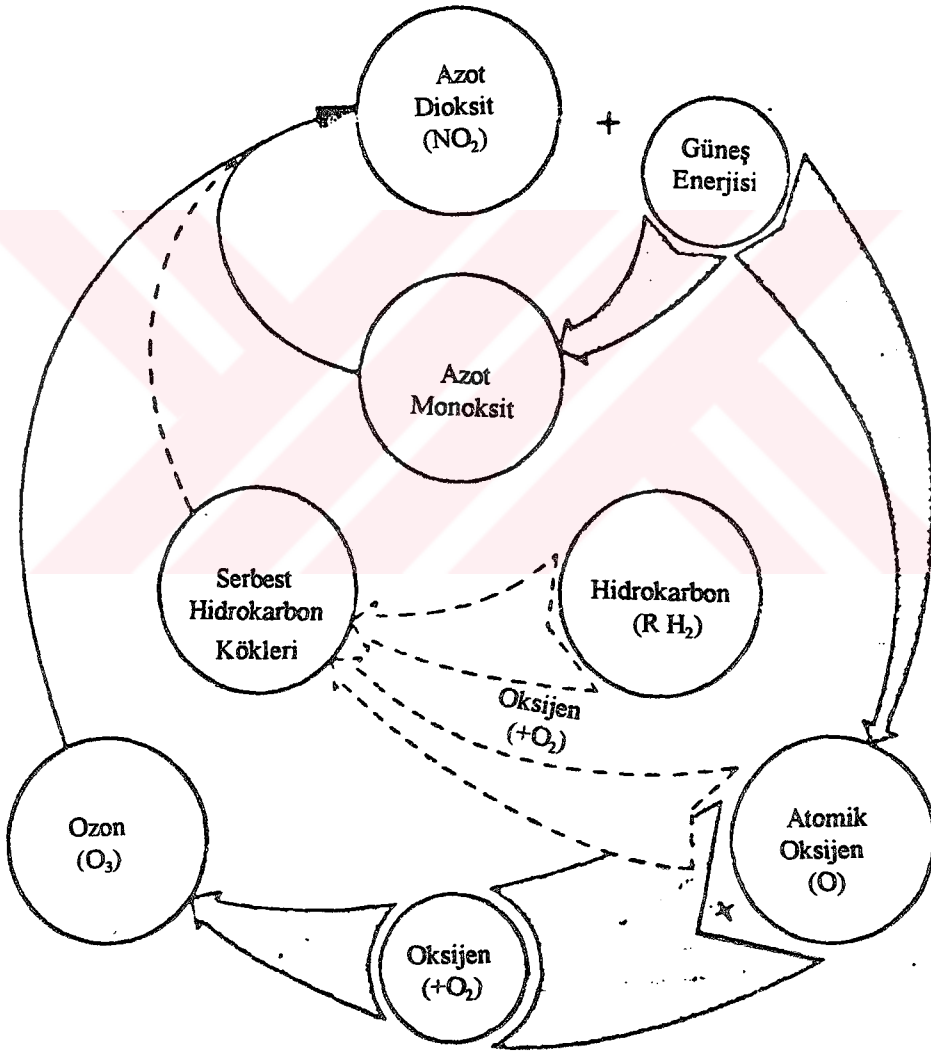 Azot
Dioksit
(NO₂)
+
Güneş
Enerjisi
Azot
Monoksit
Serbest
Hidrokarbon
Kökleri
Hidrokarbon
(R H₂)
Oksijen
(+O₂)
Ozon
(O₃)
Atomik
Oksijen
(O)
Oksijen
(+O₂)